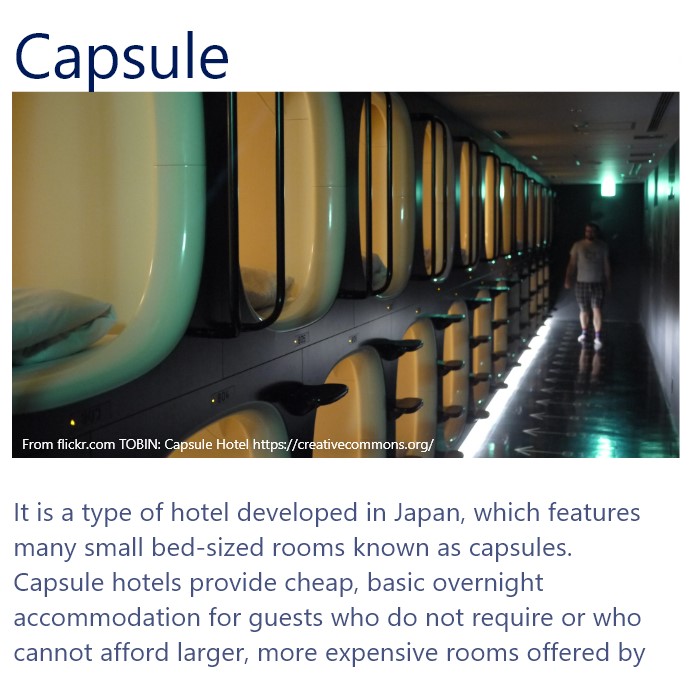 Capsule
From flickr.com TOBIN: Capsule Hotel https://creativecommons.org/
It is a type of hotel developed in Japan, which features
many small bed-sized rooms known as capsules.
Capsule hotels provide cheap, basic overnight
accommodation for guests who do not require or who
cannot afford larger, more expensive rooms offered by